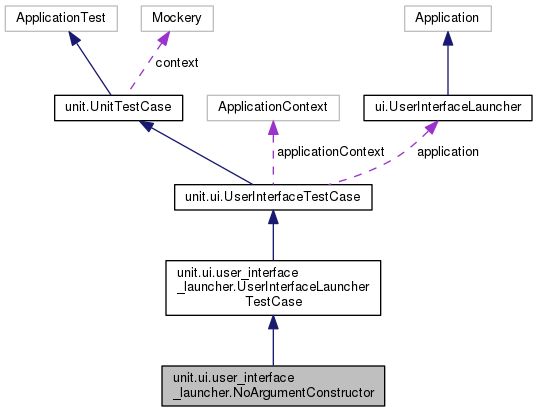 ApplicationTest
Mockery
Application
context
unit.UnitTestCase
ApplicationContext
ui.UserInterfaceLauncher
applicationContext
application
unit.ui.UserInterfaceTestCase
unit.ui.user_interface
_launcher.UserInterfaceLauncher
TestCase
unit.ui.user_interface
_launcher.NoArgumentConstructor